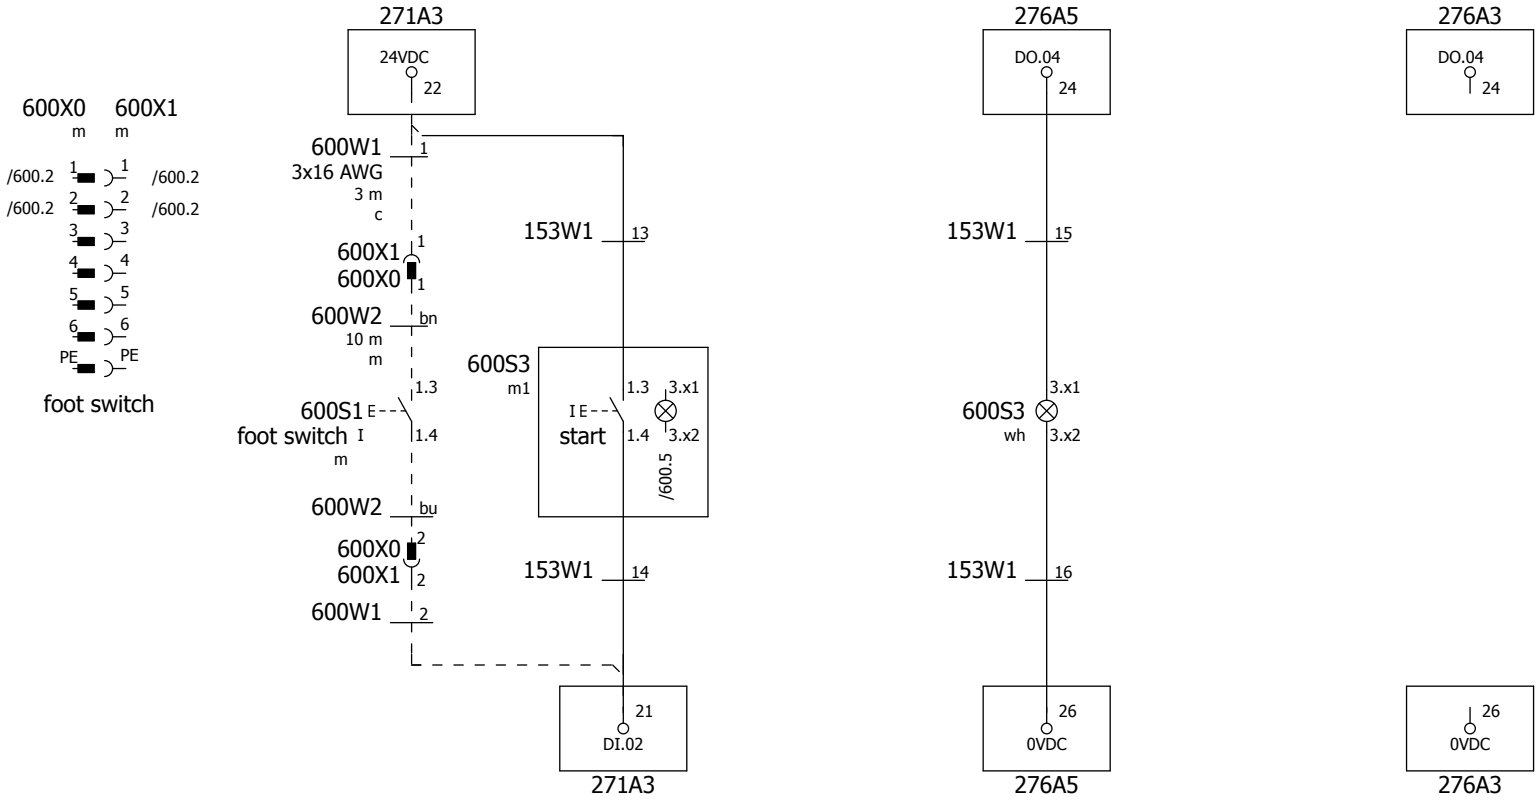 271A3 276A5 276A3
24VDC DO.04 DO.04
22 24 24
600X0 600X1
m m
600W1 1
3x16 AWG
3 m
c
/600.2 1 1 /600.2
/600.2 2 2 /600.2
3 3
4 4
5 5
6 6
PE PE
foot switch
153W1 13 153W1 15
600X1 1
600X0 1
600W2 bn
10 m
m
600S3
m1
1.3 1.3 3.x1 3.x1
600S1 E I E 600S3
foot switch I 1.4 start 1.4 3.x2 wh 3.x2
m
/600.5
600W2 bu
600X0 2
600X1 2
153W1 14 153W1 16
600W1 2
21 26 26
DI.02 0VDC 0VDC
271A3 276A5 276A3